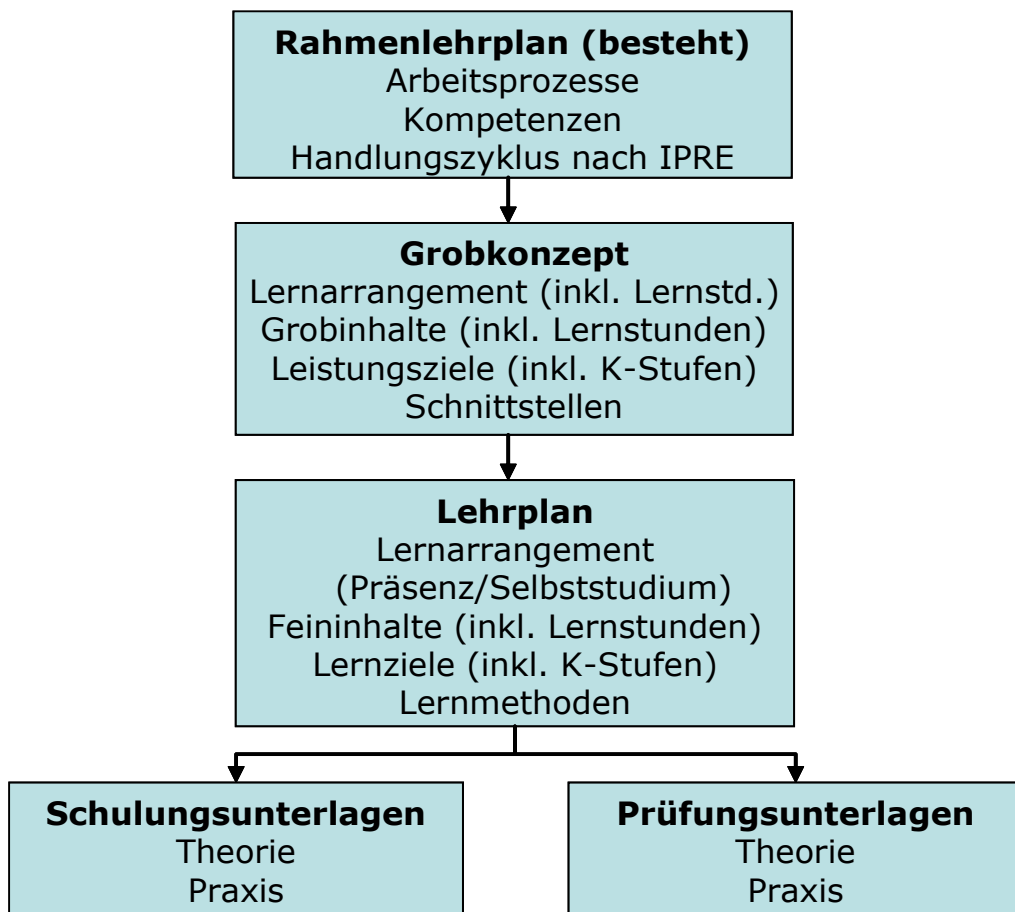 Rahmenlehrplan (besteht)
Arbeitsprozesse
Kompetenzen
Handlungszyklus nach IPRE
Grobkonzept
Lernarrangement (inkl. Lernstd.)
Grobinhalte (inkl. Lernstunden)
Leistungsziele (inkl. K-Stufen)
Schnittstellen
Lehrplan
Lernarrangement
(Präsenz/Selbststudium)
Feininhalte (inkl. Lernstunden)
Lernziele (inkl. K-Stufen)
Lernmethoden
Schulungsunterlagen
Theorie
Praxis
Prüfungsunterlagen
Theorie
Praxis